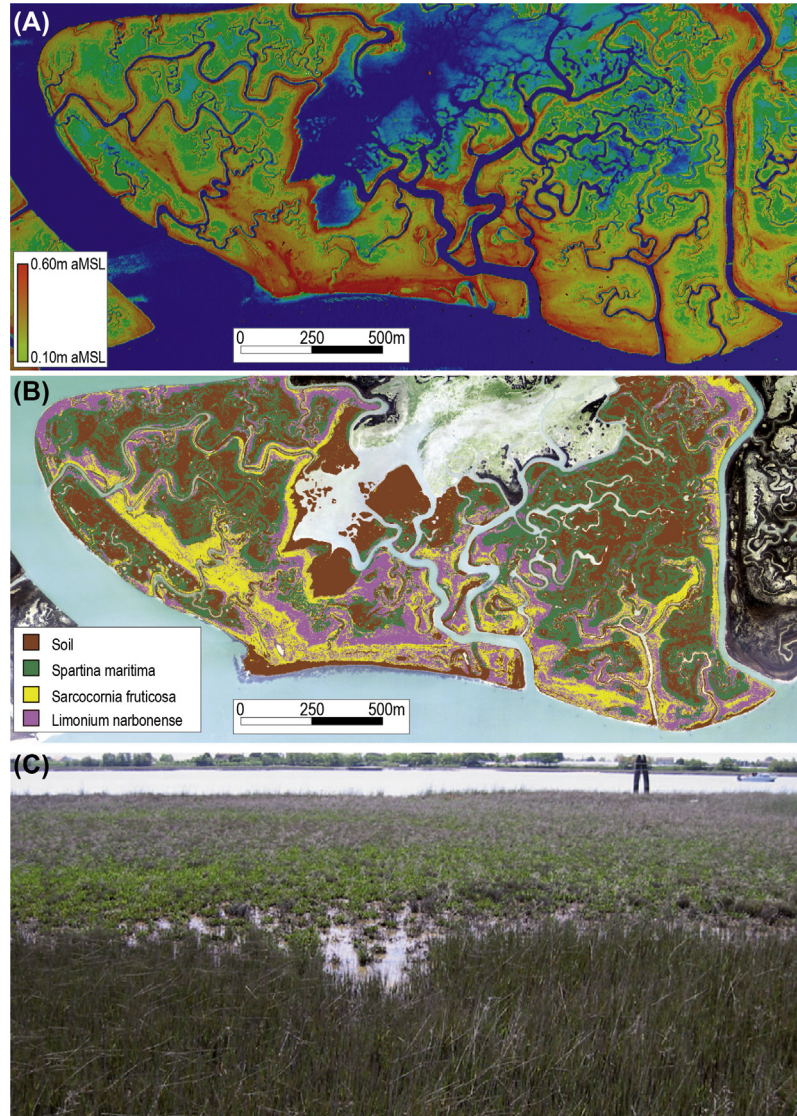 (A)
0.60m aMSL
0.10m aMSL
0 250 500m
(B)
Soil
Spartina maritima
Sarcocornia fruticosa
Limonium narbonense
0 250 500m
(C)